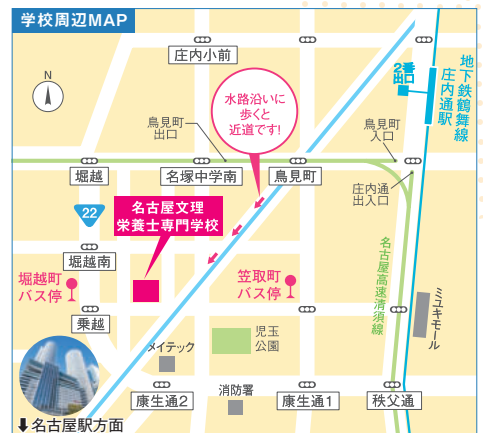 学校周辺MAP
N
庄内小前
水路沿いに
歩くと
近道です!
2番
出口
地下鉄鶴舞線
庄内通駅
鳥見町
出口
鳥見町
入口
堀越
名塚中学南
鳥見町
庄内通
出入口
22
名古屋文理
栄養士専門学校
堀越南
堀越町
バス停
笠取町
バス停
名古屋高速清須線
ミユキモール
乗越
メイテック
児玉
公園
消防署
康生通2
康生通1
秩父通
⬇名古屋駅方面